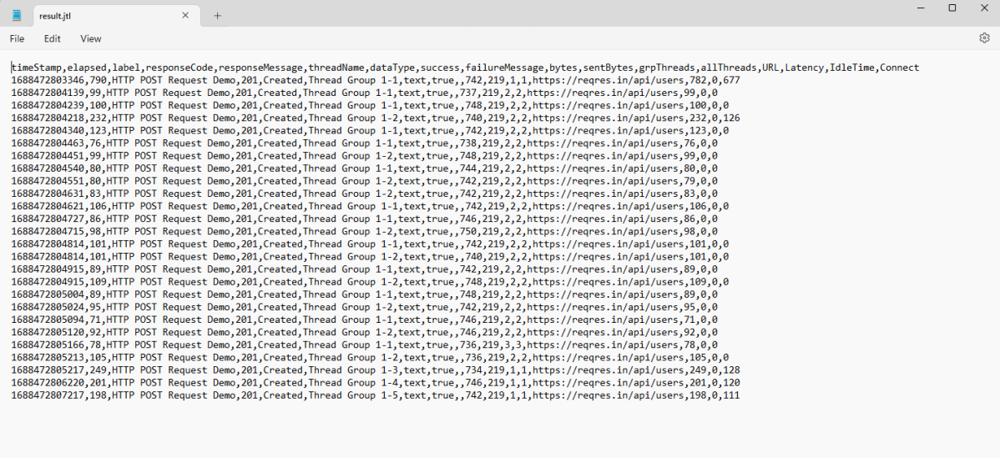 result.jtl
File Edit View
timeStamp,elapsed,label,responseCode,responseMessage,threadName,dataType,success,failureMessage,bytes,sentBytes,grpThreads,allThreads,URL,Latency,IdleTime,Connect
1688472803346,790,HTTP POST Request Demo,201,Created,Thread Group 1-1,text,true,,742,219,1,1,https://reqres.in/api/users,782,0,677
1688472804139,99,HTTP POST Request Demo,201,Created,Thread Group 1-1,text,true,,737,219,2,2,https://reqres.in/api/users,99,0,0
1688472804239,100,HTTP POST Request Demo,201,Created,Thread Group 1-1,text,true,,748,219,2,2,https://reqres.in/api/users,100,0,0
1688472804218,232,HTTP POST Request Demo,201,Created,Thread Group 1-2,text,true,,740,219,2,2,https://reqres.in/api/users,232,0,126
1688472804340,123,HTTP POST Request Demo,201,Created,Thread Group 1-1,text,true,,742,219,2,2,https://reqres.in/api/users,123,0,0
1688472804463,76,HTTP POST Request Demo,201,Created,Thread Group 1-1,text,true,,738,219,2,2,https://reqres.in/api/users,76,0,0
1688472804451,99,HTTP POST Request Demo,201,Created,Thread Group 1-2,text,true,,748,219,2,2,https://reqres.in/api/users,99,0,0
1688472804540,80,HTTP POST Request Demo,201,Created,Thread Group 1-1,text,true,,744,219,2,2,https://reqres.in/api/users,80,0,0
1688472804551,80,HTTP POST Request Demo,201,Created,Thread Group 1-2,text,true,,742,219,2,2,https://reqres.in/api/users,79,0,0
1688472804631,83,HTTP POST Request Demo,201,Created,Thread Group 1-2,text,true,,742,219,2,2,https://reqres.in/api/users,83,0,0
1688472804621,106,HTTP POST Request Demo,201,Created,Thread Group 1-1,text,true,,742,219,2,2,https://reqres.in/api/users,106,0,0
1688472804727,86,HTTP POST Request Demo,201,Created,Thread Group 1-1,text,true,,746,219,2,2,https://reqres.in/api/users,86,0,0
1688472804715,98,HTTP POST Request Demo,201,Created,Thread Group 1-2,text,true,,750,219,2,2,https://reqres.in/api/users,98,0,0
1688472804814,101,HTTP POST Request Demo,201,Created,Thread Group 1-1,text,true,,742,219,2,2,https://reqres.in/api/users,101,0,0
1688472804814,101,HTTP POST Request Demo,201,Created,Thread Group 1-2,text,true,,740,219,2,2,https://reqres.in/api/users,101,0,0
1688472804915,89,HTTP POST Request Demo,201,Created,Thread Group 1-1,text,true,,742,219,2,2,https://reqres.in/api/users,89,0,0
1688472804915,109,HTTP POST Request Demo,201,Created,Thread Group 1-2,text,true,,748,219,2,2,https://reqres.in/api/users,109,0,0
1688472805004,89,HTTP POST Request Demo,201,Created,Thread Group 1-1,text,true,,748,219,2,2,https://reqres.in/api/users,89,0,0
1688472805024,95,HTTP POST Request Demo,201,Created,Thread Group 1-2,text,true,,742,219,2,2,https://reqres.in/api/users,95,0,0
1688472805094,71,HTTP POST Request Demo,201,Created,Thread Group 1-1,text,true,,746,219,2,2,https://reqres.in/api/users,71,0,0
1688472805120,92,HTTP POST Request Demo,201,Created,Thread Group 1-2,text,true,,746,219,2,2,https://reqres.in/api/users,92,0,0
1688472805166,78,HTTP POST Request Demo,201,Created,Thread Group 1-1,text,true,,736,219,3,3,https://reqres.in/api/users,78,0,0
1688472805213,105,HTTP POST Request Demo,201,Created,Thread Group 1-2,text,true,,736,219,2,2,https://reqres.in/api/users,105,0,0
1688472805217,249,HTTP POST Request Demo,201,Created,Thread Group 1-3,text,true,,734,219,1,1,https://reqres.in/api/users,249,0,128
1688472806220,201,HTTP POST Request Demo,201,Created,Thread Group 1-4,text,true,,746,219,1,1,https://reqres.in/api/users,201,0,120
1688472807217,198,HTTP POST Request Demo,201,Created,Thread Group 1-5,text,true,,742,219,1,1,https://reqres.in/api/users,198,0,111